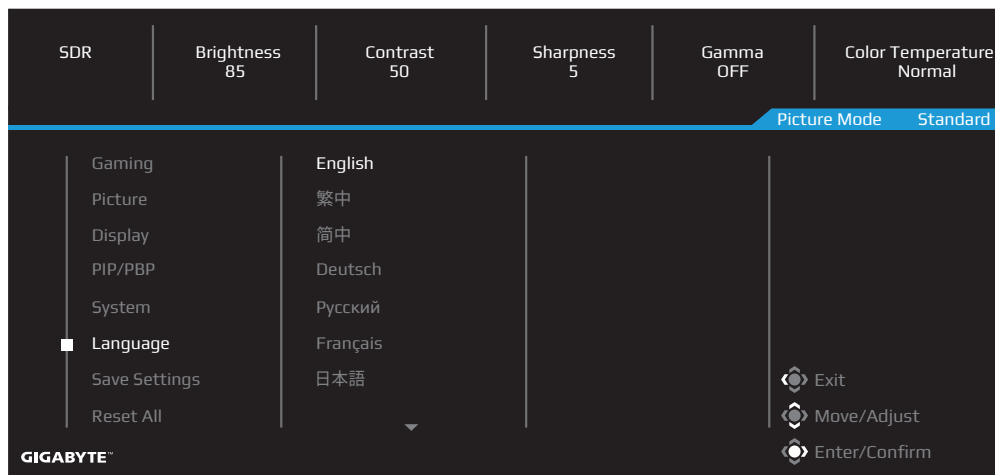 SDR
Brightness
85
Contrast
50
Sharpness
5
Gamma
OFF
Color Temperature
Normal
Picture Mode Standard
Gaming
Picture
Display
PIP/PBP
System
Language
Save Settings
Reset All
English
繁中
简中
Deutsch
Русский
Français
日本語
Exit
Move/Adjust
Enter/Confirm
GIGABYTE™